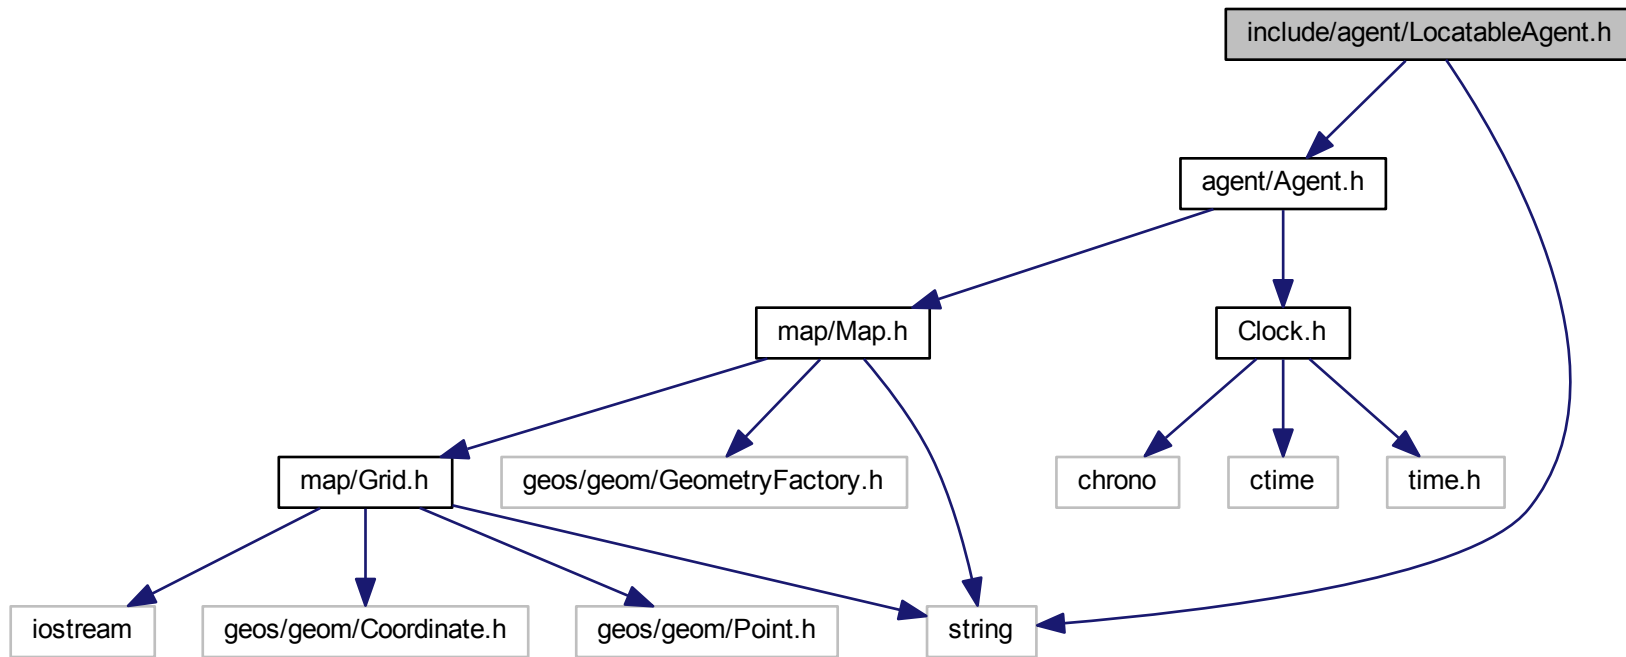 include/agent/LocatableAgent.h
agent/Agent.h
map/Map.h
Clock.h
map/Grid.h
geos/geom/GeometryFactory.h
chrono
ctime
time.h
iostream
geos/geom/Coordinate.h
geos/geom/Point.h
string